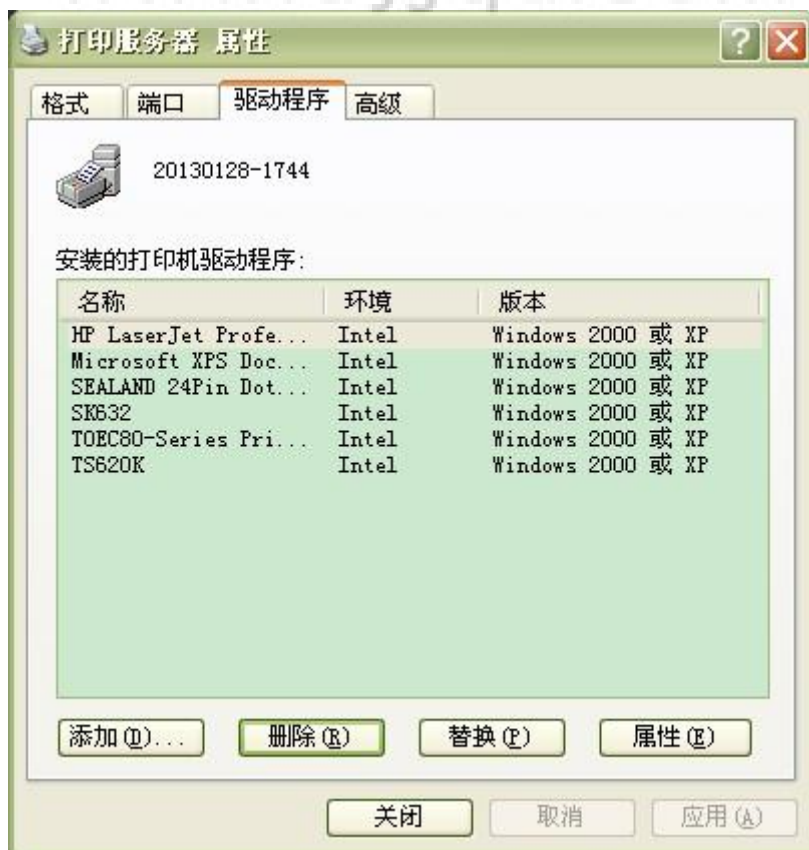 打印服务器 属性
格式 端口 驱动程序 高级
20130128-1744
安装的打印机驱动程序:
名称 环境 版本
HP LaserJet Profe... Intel Windows 2000 或 XP
Microsoft XPS Doc... Intel Windows 2000 或 XP
SEALAND 24Pin Dot... Intel Windows 2000 或 XP
SK632 Intel Windows 2000 或 XP
TOEC80-Series Pri... Intel Windows 2000 或 XP
TS620K Intel Windows 2000 或 XP
添加(D)... 删除(R) 替换(P) 属性(E)
关闭 取消 应用(A)